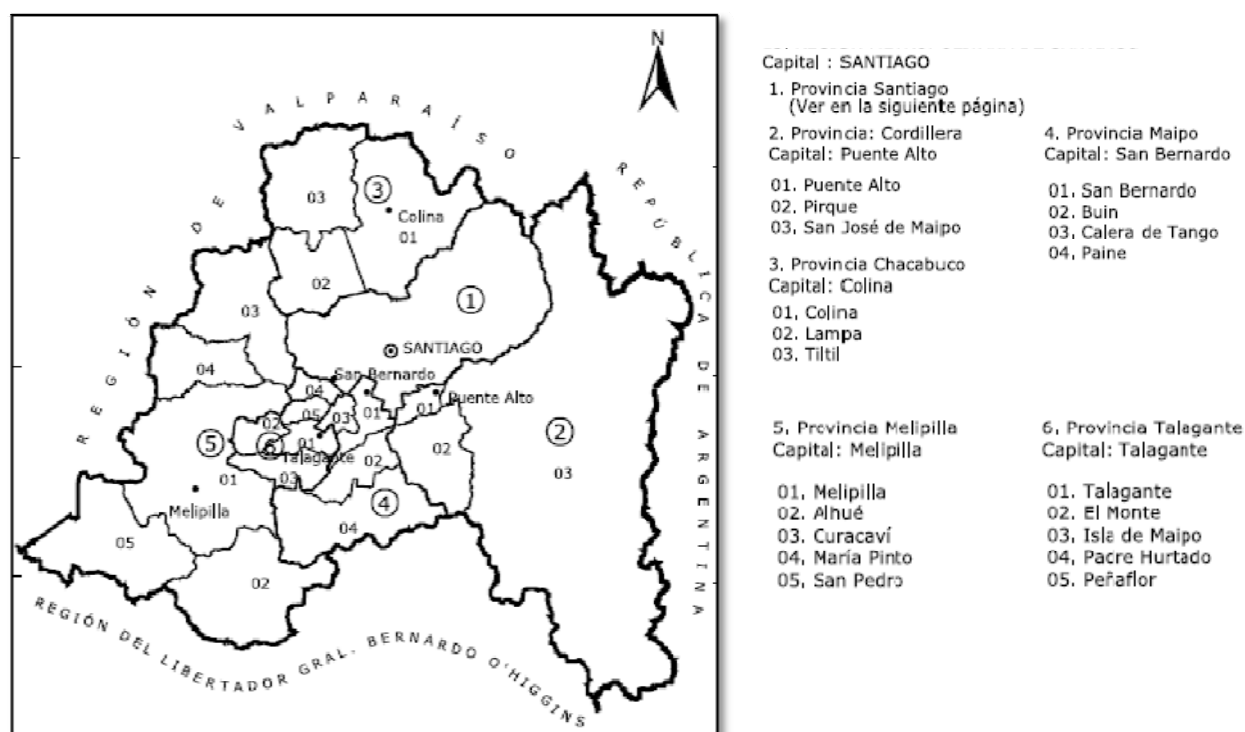 N
REGIÓN DE VALPARAÍSO
REPÚBLICA DE ARGENTINA
REGIÓN DEL LIBERTADOR GRAL. BERNARDO O'HIGGINS
03
3
Colina
01
02
1
03
SANTIAGO
04
San Bernardo
04
Puente Alto
05
03
01
01
02
5
6
01
2
02
02
03
Talagante
03
01
4
Melipilla
04
05
02
Capital : SANTIAGO
1. Provincia Santiago
(Ver en la siguiente página)
2. Provincia: Cordillera
Capital: Puente Alto
01. Puente Alto
02. Pirque
03, San José de Maipo
3. Provincia Chacabuco
Capital: Colina
01, Colina
02. Lampa
03. Tiltil
4. Provincia Maipo
Capital: San Bernardo
01. San Bernardo
02. Buin
03, Calera de Tango
04, Paine
5, Provincia Melipilla
Capital: Melipilla
01, Melipilla
02. Alhué
03. Curacaví
04, María Pinto
05, San Pedro
6, Provincia Talagante
Capital: Talagante
01. Talagante
02. El Monte
03, Isla de Maipo
04, Pacre Hurtado
05. Peñaflor